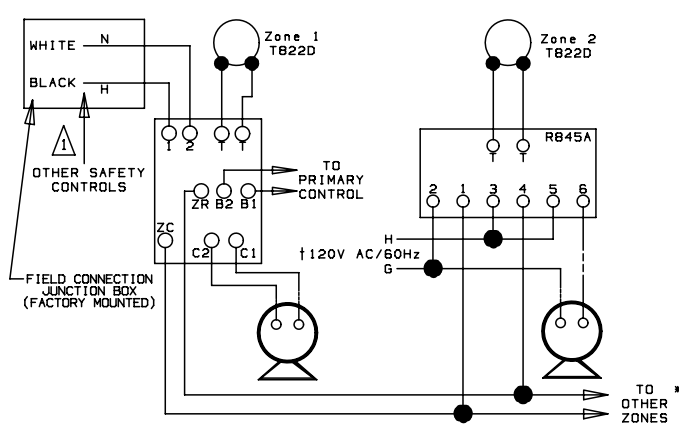 WHITE N
BLACK H
1
OTHER SAFETY
CONTROLS
FIELD CONNECTION
JUNCTION BOX
(FACTORY MOUNTED)
Zone 1
T822D
1 2 T T
TO
PRIMARY
CONTROL
ZR B2 B1
ZC
C2 C1
Zone 2
T822D
R845A
T T
2 1 3 4 5 6
H
†120V AC/60Hz
G
TO *
OTHER
ZONES